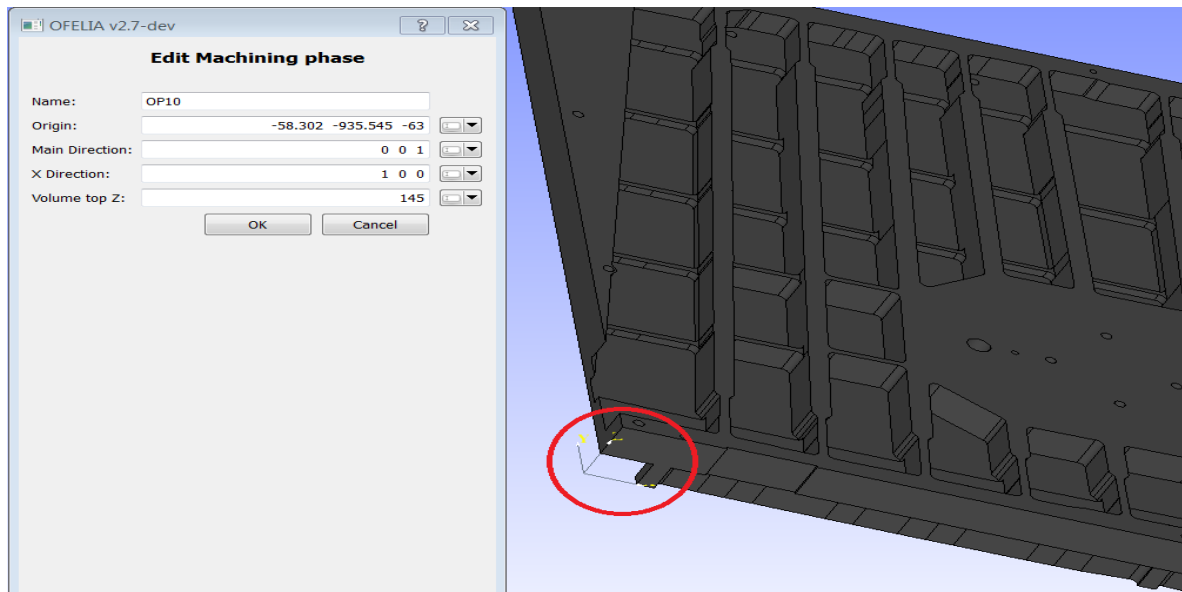 OFELIA v2.7-dev
Edit Machining phase
Name: OP10
Origin: -58.302 -935.545 -63
Main Direction: 0 0 1
X Direction: 1 0 0
Volume top Z: 145
OK Cancel